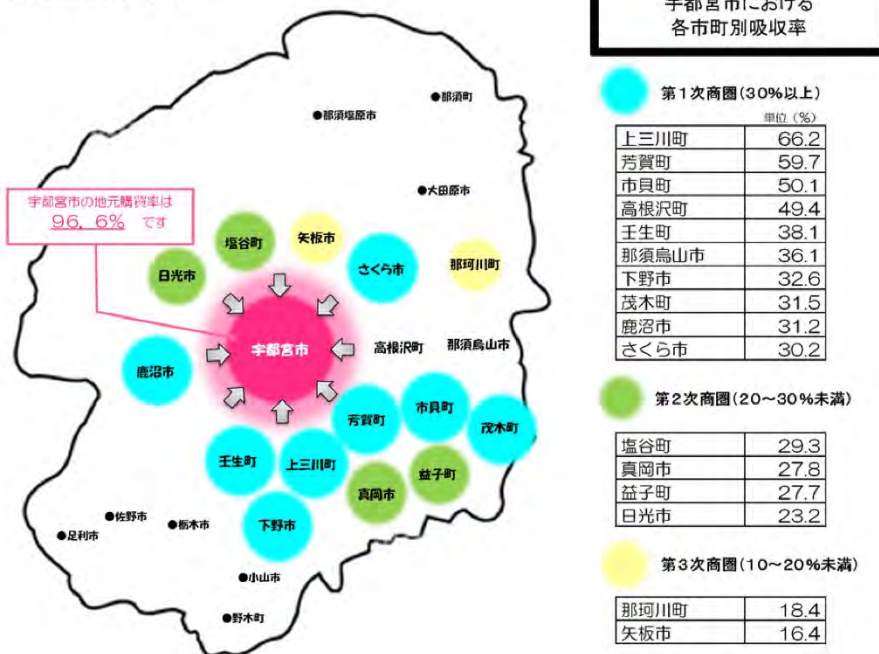 宇都宮市における
各市町別吸収率
●那須町
●那須塩原市
●大田原市
宇都宮市の地元購買率は
96, 6% です
塩谷町
矢板市
さくら市
那珂川町
日光市
宇都宮市
高根沢町
那須烏山市
鹿沼市
芳賀町
市貝町
茂木町
壬生町
上三川町
益子町
真岡市
下野市
●佐野市
●栃木市
●足利市
●小山市
●野木町
第1次商圏(30%以上)
単位(%)
上三川町 66.2
芳賀町 59.7
市貝町 50.1
高根沢町 49.4
壬生町 38.1
那須烏山市 36.1
下野市 32.6
茂木町 31.5
鹿沼市 31.2
さくら市 30.2
第2次商圏(20～30%未満)
塩谷町 29.3
真岡市 27.8
益子町 27.7
日光市 23.2
第3次商圏(10～20%未満)
那珂川町 18.4
矢板市 16.4